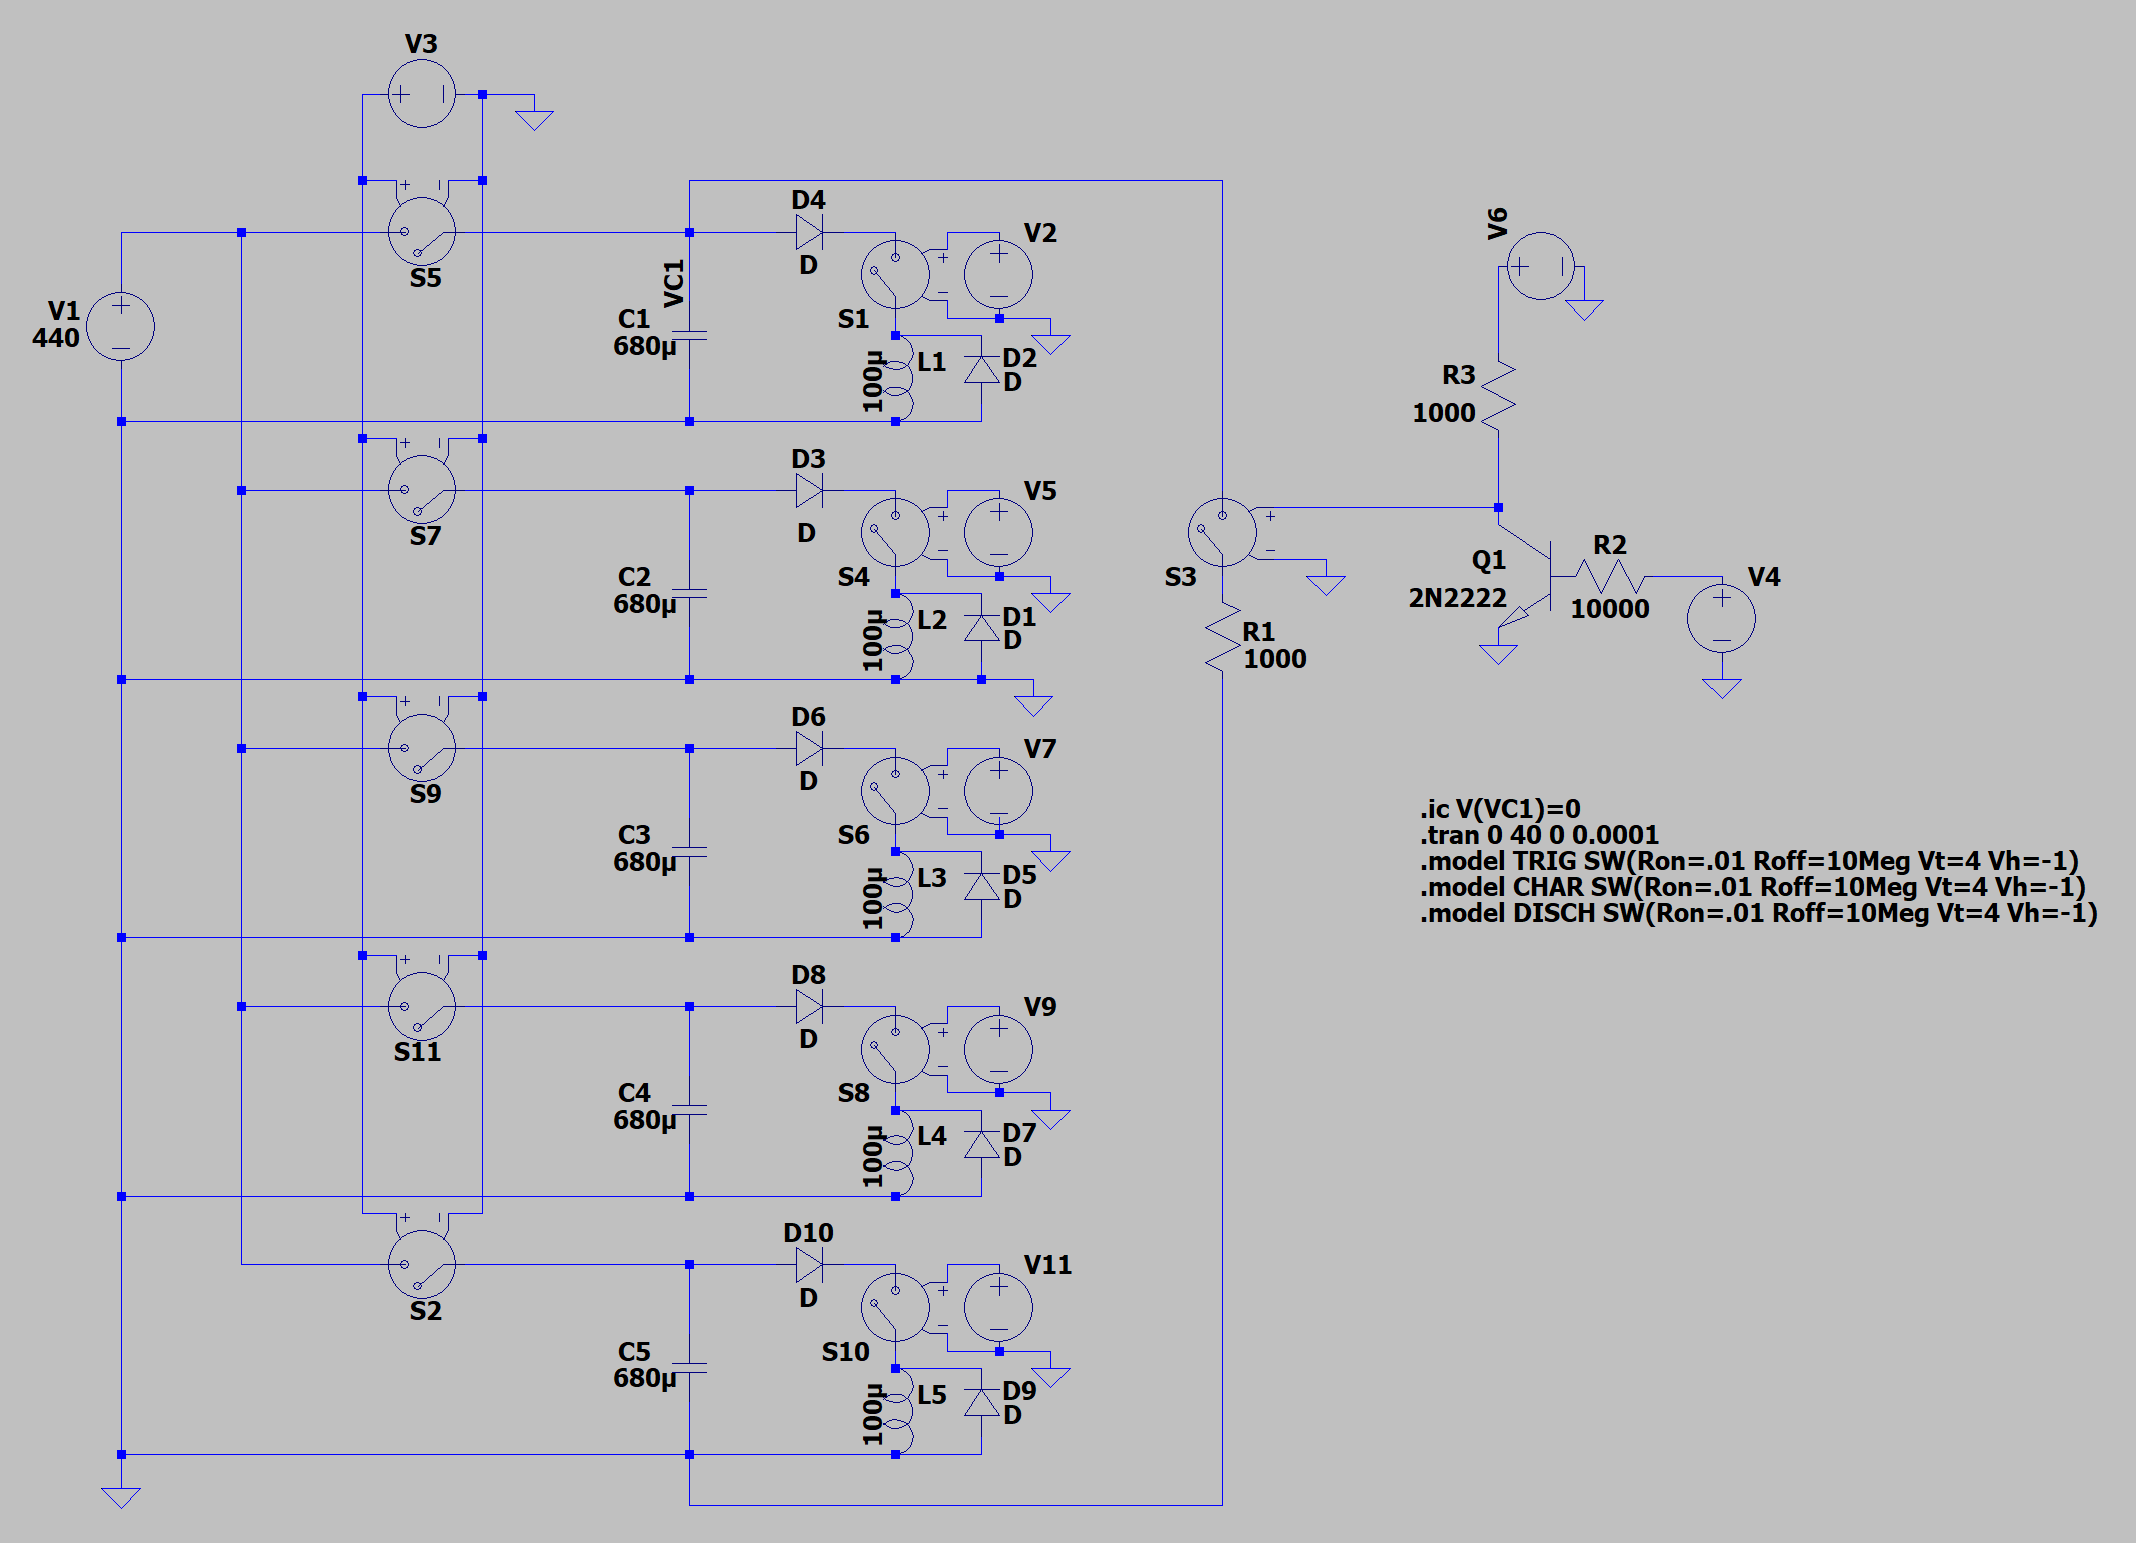 V3
S5
V1
440
VC1
C1
680µ
D4
D
S1
V2
L1
100µ
D2
D
S7
C2
680µ
D3
D
S4
V5
L2
100µ
D1
D
S9
C3
680µ
D6
D
S6
V7
L3
100µ
D5
D
S11
C4
680µ
D8
D
S8
V9
L4
100µ
D7
D
S2
C5
680µ
D10
D
S10
V11
L5
100µ
D9
D
S3
R1
1000
V6
R3
1000
Q1
2N2222
R2
10000
V4
.ic V(VC1)=0
.tran 0 40 0 0.0001
.model TRIG SW(Ron=.01 Roff=10Meg Vt=4 Vh=-1)
.model CHAR SW(Ron=.01 Roff=10Meg Vt=4 Vh=-1)
.model DISCH SW(Ron=.01 Roff=10Meg Vt=4 Vh=-1)